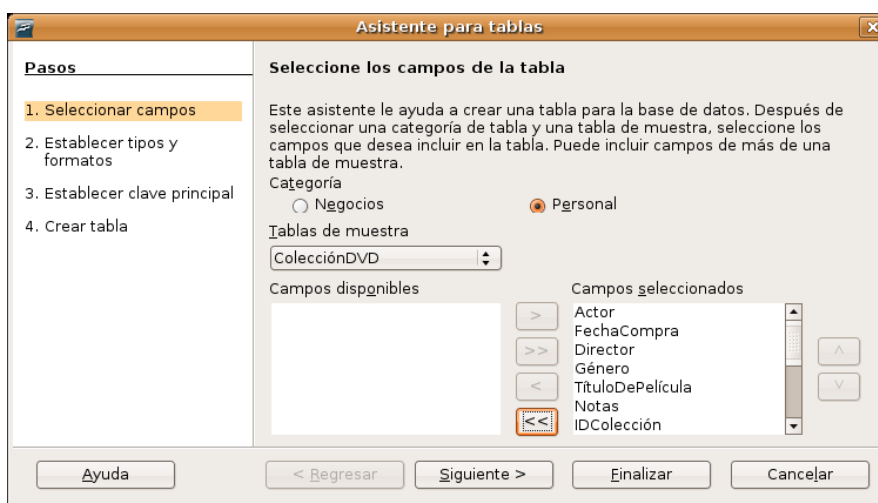 Asistente para tablas
Pasos
1. Seleccionar campos
2. Establecer tipos y
formatos
3. Establecer clave principal
4. Crear tabla
Seleccione los campos de la tabla
Este asistente le ayuda a crear una tabla para la base de datos. Después de
seleccionar una categoría de tabla y una tabla de muestra, seleccione los
campos que desea incluir en la tabla. Puede incluir campos de más de una
tabla de muestra.
Categoría
Negocios
Personal
Tablas de muestra
ColecciónDVD
Campos disponibles
Campos seleccionados
>
>>
<
<<
Actor
FechaCompra
Director
Género
TítuloDePelícula
Notas
IDColección
Ayuda
< Regresar
Siguiente >
Finalizar
Cancelar